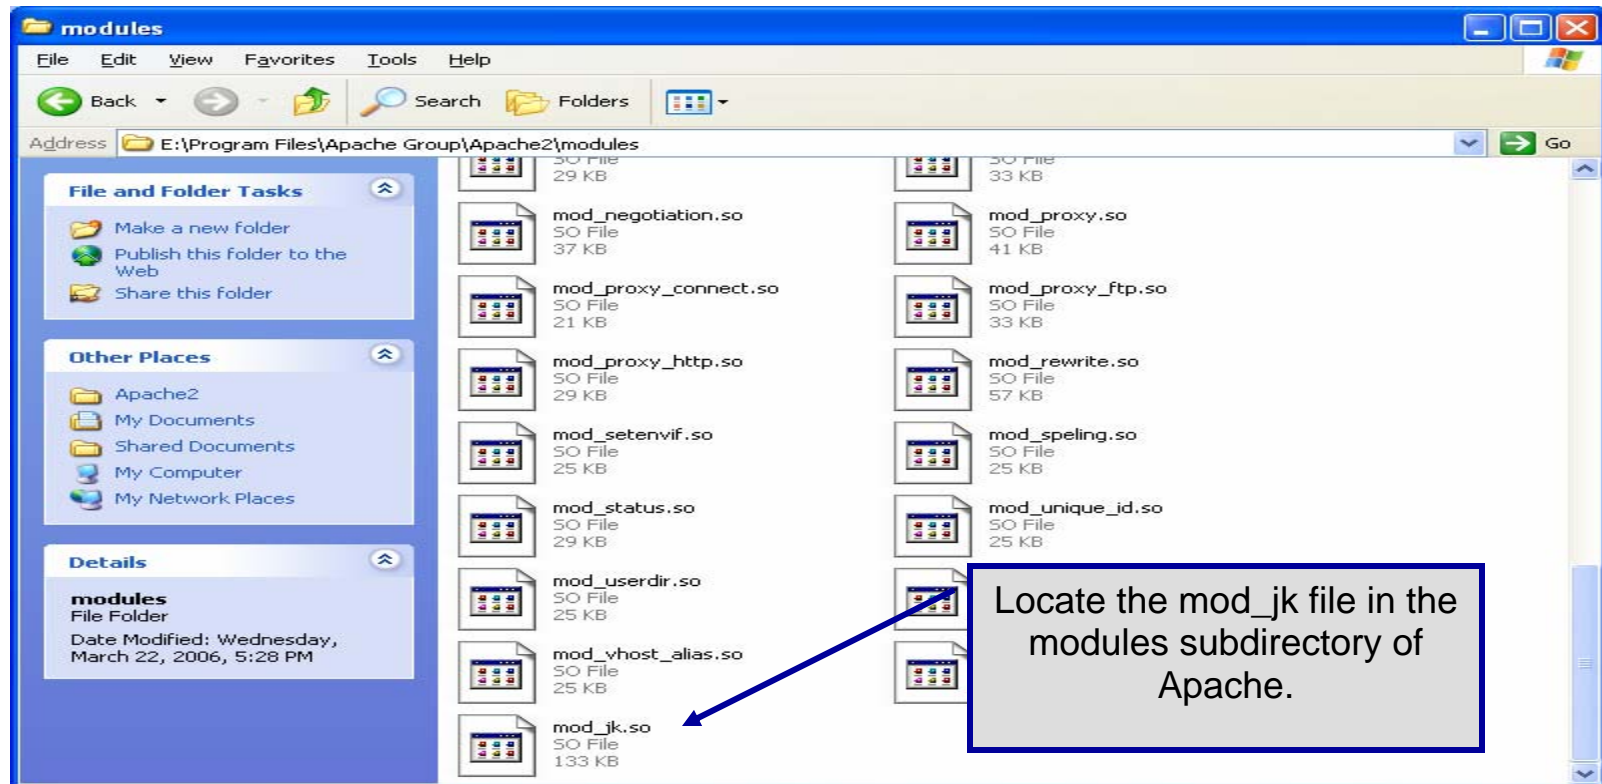 modules
File Edit View Favorites Tools Help
Back Search Folders
Address E:\Program Files\Apache Group\Apache2\modules Go
File and Folder Tasks
Make a new folder
Publish this folder to the
Web
Share this folder
Other Places
Apache2
My Documents
Shared Documents
My Computer
My Network Places
Details
modules
File Folder
Date Modified: Wednesday,
March 22, 2006, 5:28 PM
SO File
29 KB
SO File
33 KB
mod_negotiation.so
SO File
37 KB
mod_proxy.so
SO File
41 KB
mod_proxy_connect.so
SO File
21 KB
mod_proxy_ftp.so
SO File
33 KB
mod_proxy_http.so
SO File
29 KB
mod_rewrite.so
SO File
57 KB
mod_setenvif.so
SO File
25 KB
mod_speling.so
SO File
25 KB
mod_status.so
SO File
29 KB
mod_unique_id.so
SO File
25 KB
mod_userdir.so
SO File
25 KB
mod_vhost_alias.so
SO File
25 KB
mod_jk.so
SO File
133 KB
Locate the mod_jk file in the
modules subdirectory of
Apache.